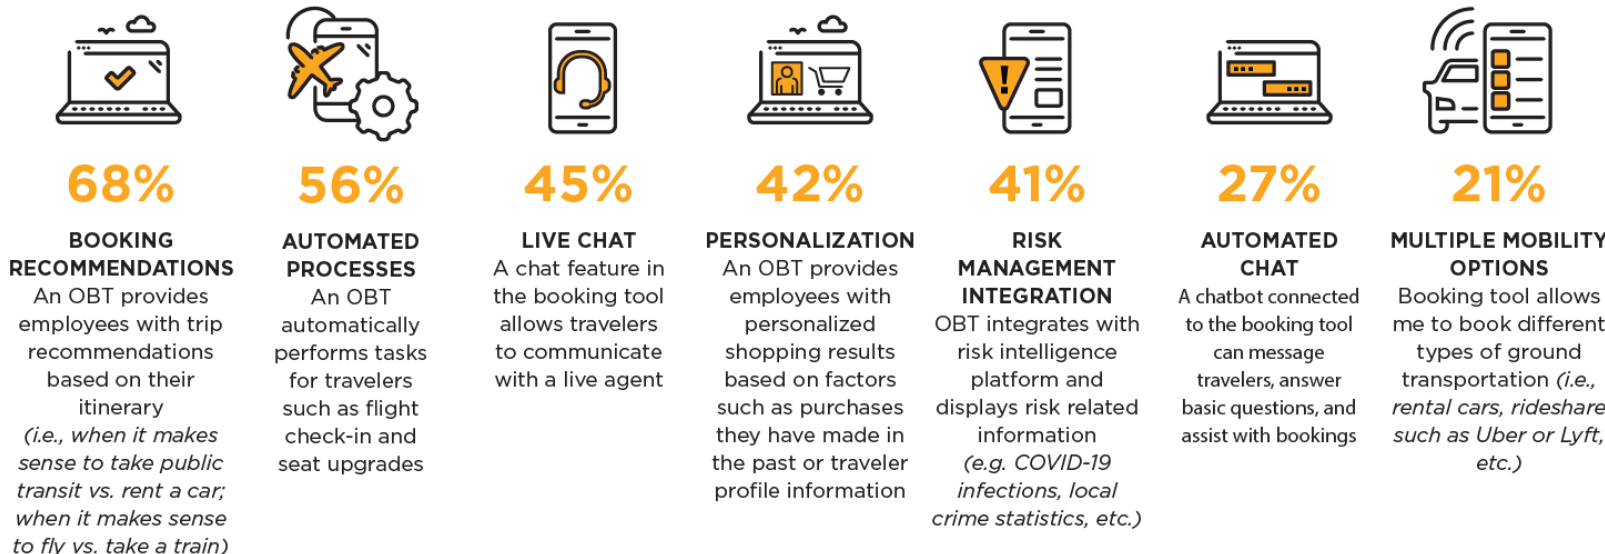 68%
BOOKING
RECOMMENDATIONS
An OBT provides
employees with trip
recommendations
based on their
itinerary
(i.e., when it makes
sense to take public
transit vs. rent a car;
when it makes sense
to fly vs. take a train)
56%
AUTOMATED
PROCESSES
An OBT
automatically
performs tasks
for travelers
such as flight
check-in and
seat upgrades
45%
LIVE CHAT
A chat feature in
the booking tool
allows travelers
to communicate
with a live agent
42%
PERSONALIZATION
An OBT provides
employees with
personalized
shopping results
based on factors
such as purchases
they have made in
the past or traveler
profile information
41%
RISK
MANAGEMENT
INTEGRATION
OBT integrates with
risk intelligence
platform and
displays risk related
information
(e.g. COVID-19
infections, local
crime statistics, etc.)
27%
AUTOMATED
CHAT
A chatbot connected
to the booking tool
can message
travelers, answer
basic questions, and
assist with bookings
21%
MULTIPLE MOBILITY
OPTIONS
Booking tool allows
me to book different
types of ground
transportation (i.e.,
rental cars, rideshare
such as Uber or Lyft,
etc.)